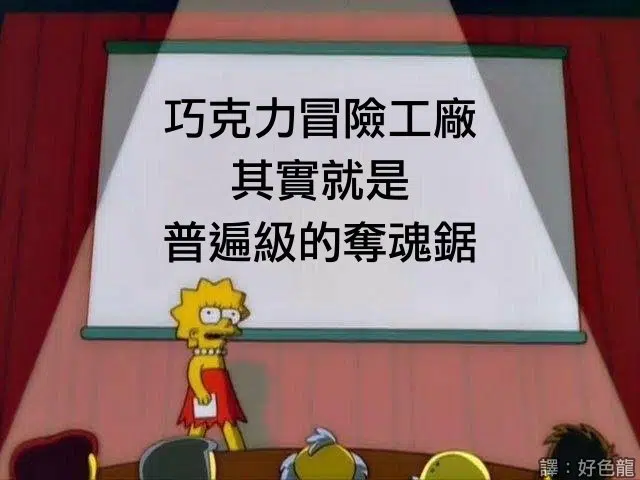 巧克力冒險工廠
其實就是
普遍級的奪魂鋸
譯：好色龍